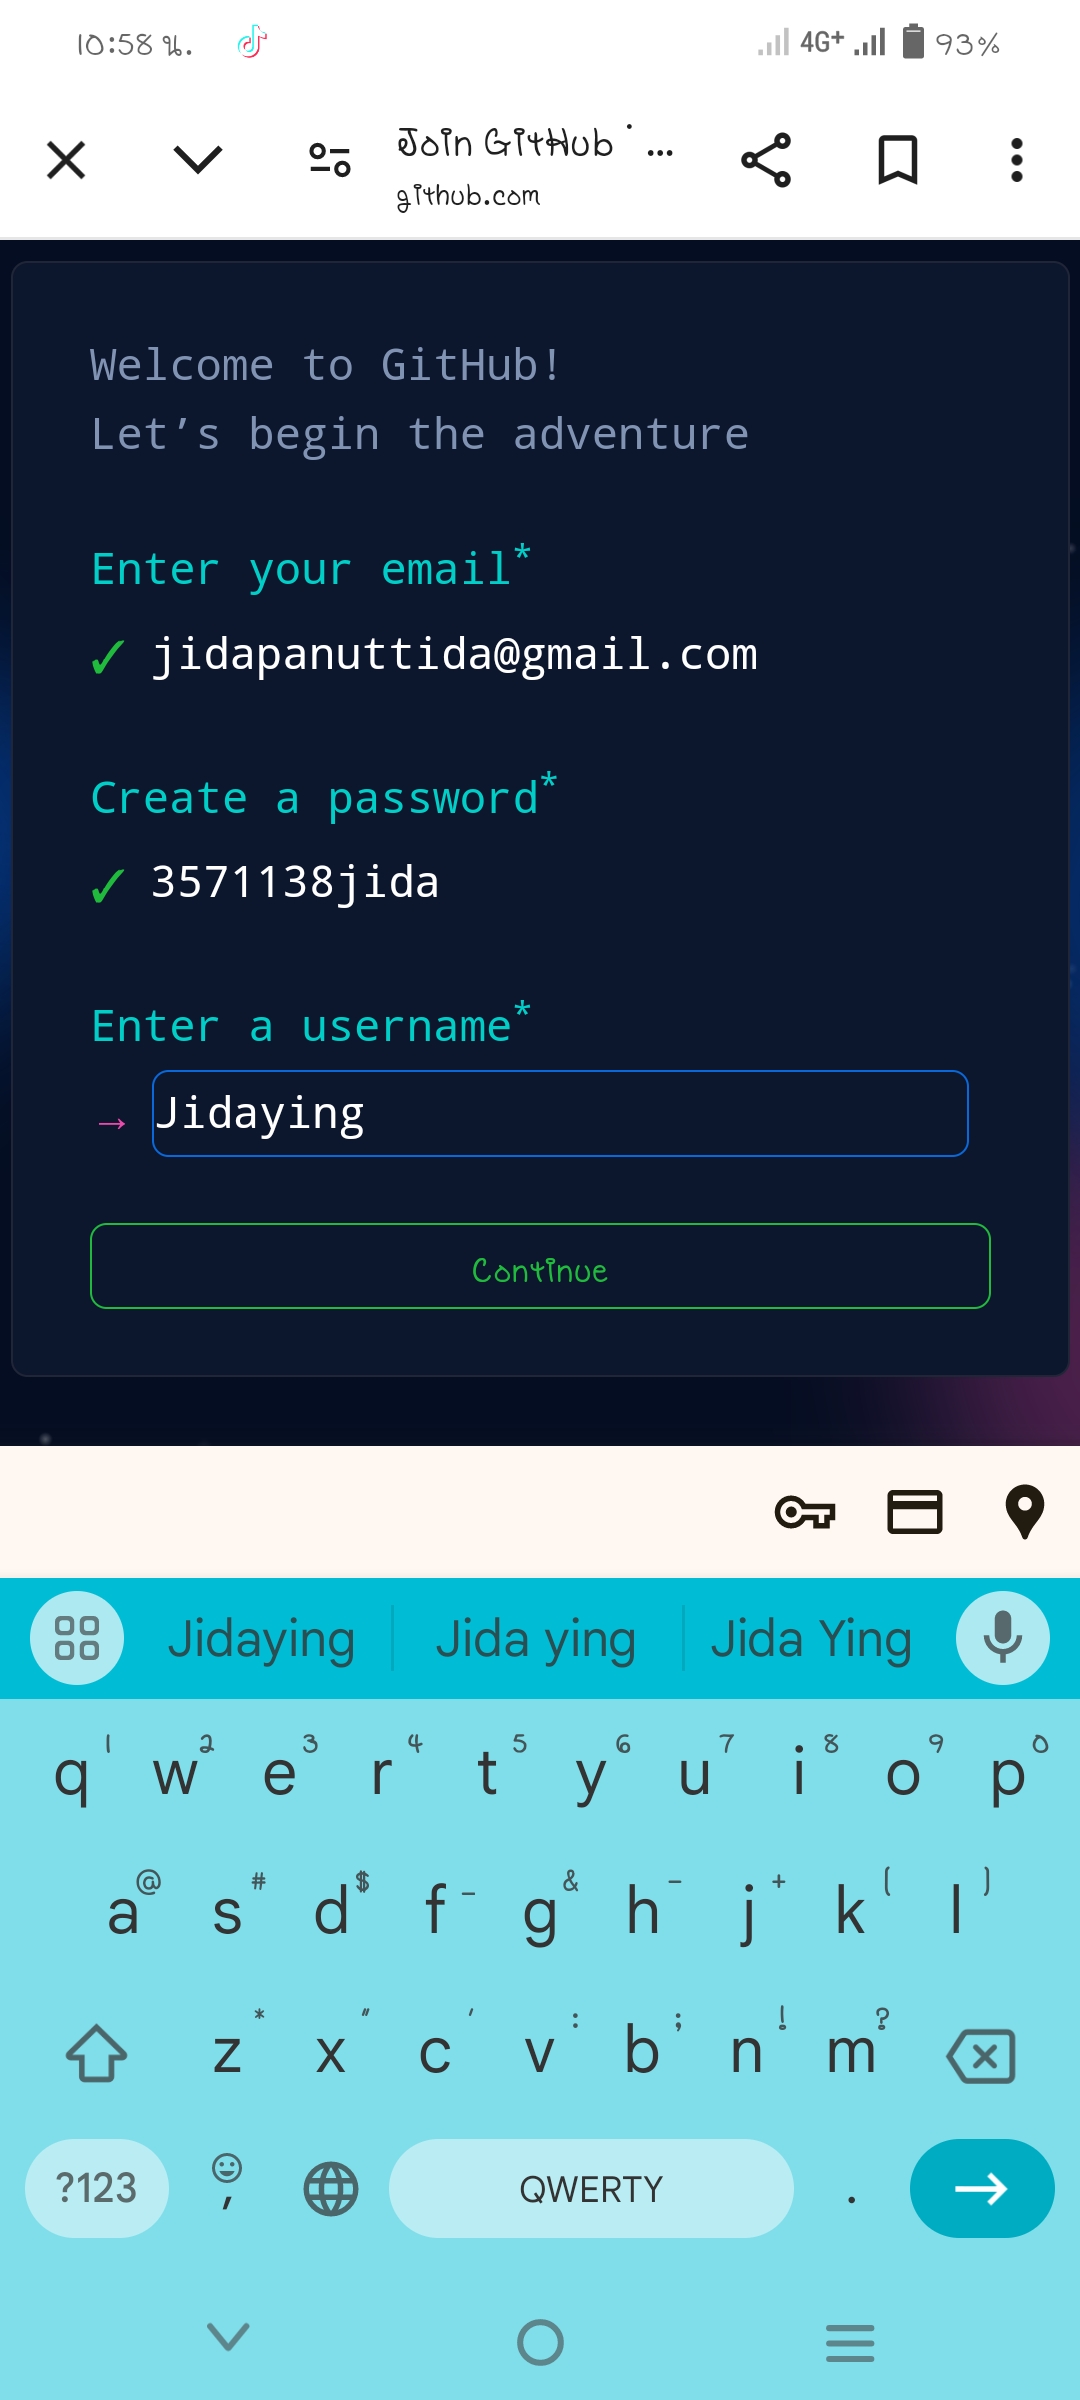 10:58 น.
4G+ 93%
Join GitHub · ...
github.com
Welcome to GitHub!
Let’s begin the adventure
Enter your email*
✓ jidapanuttida@gmail.com
Create a password*
✓ 3571138jida
Enter a username*
→ Jidaying
Continue
Jidaying Jida ying Jida Ying
q 1 w 2 e 3 r 4 t 5 y 6 u 7 i 8 o 9 p 0
a @ s # d $ f _ g & h - j + k ( l )
z * x " c ' v : b ; n ! m ?
?123 , QWERTY .